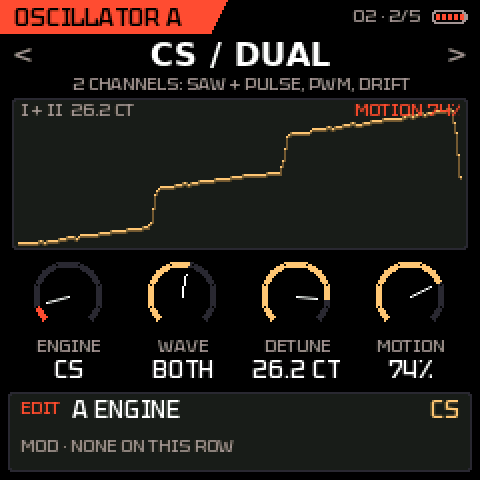 OSCILLATOR A
02 · 2/5
< CS / DUAL >
2 CHANNELS: SAW + PULSE, PWM, DRIFT
I + II 26.2 CT
MOTION 74%
ENGINE WAVE DETUNE MOTION
CS BOTH 26.2 CT 74%
EDIT A ENGINE CS
MOD · NONE ON THIS ROW